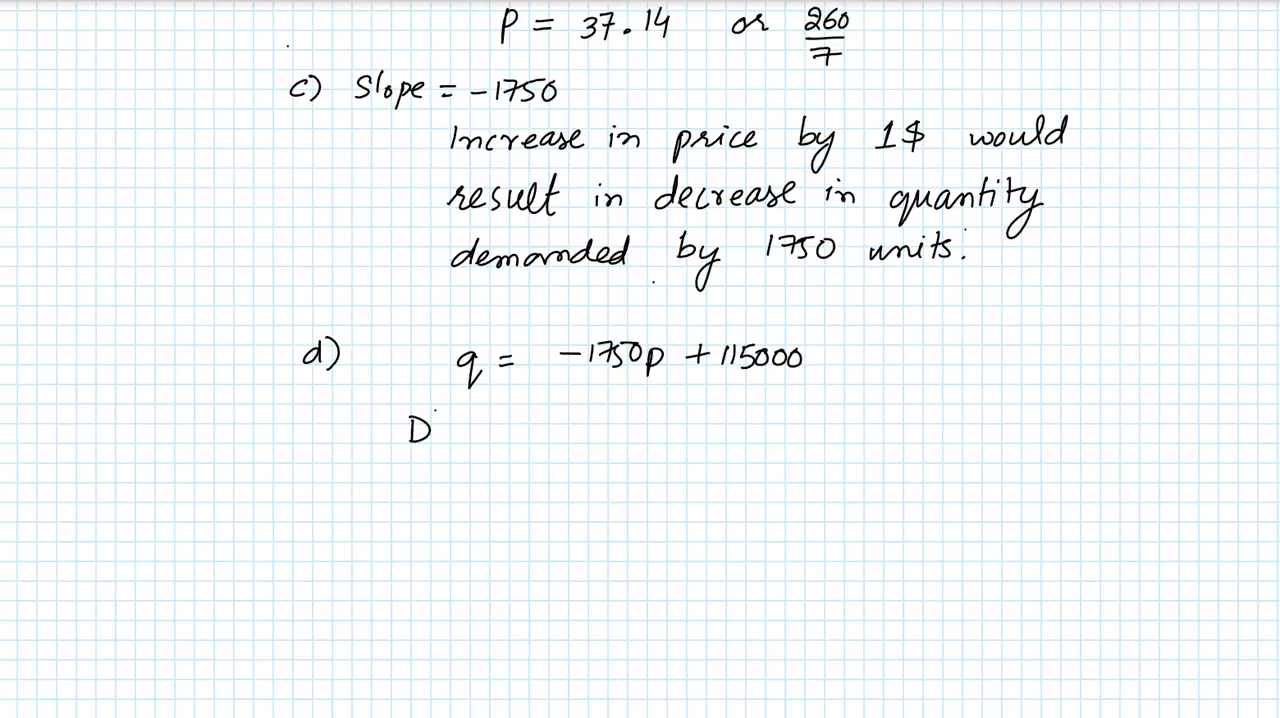 P = 37.14 or 260/7
c) Slope = -1750
Increase in price by 1$ would
result in decrease in quantity
demanded by 1750 units.
d) q = -1750p + 115000
D